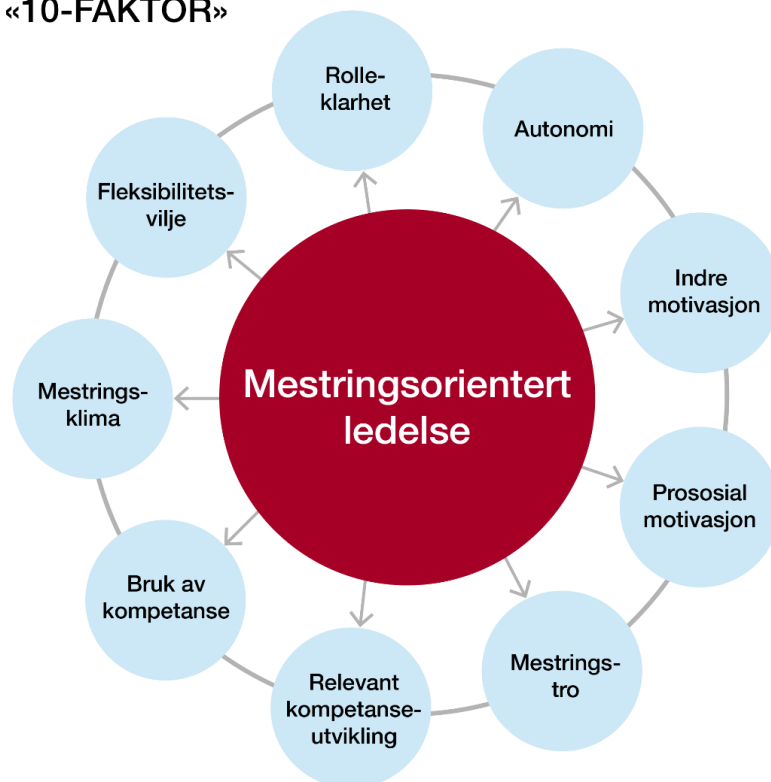 «10-FAKTOR»
Rolle-
klarhet
Autonomi
Indre
motivasjon
Prososial
motivasjon
Mestrings-
tro
Relevant
kompetanse-
utvikling
Bruk av
kompetanse
Mestrings-
klima
Fleksibilitets-
vilje
Mestringsorientert
ledelse